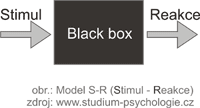 Stimul Reakce
Black box
obr.: Model S-R (Stimul - Reakce)
zdroj: www.studium-psychologie.cz